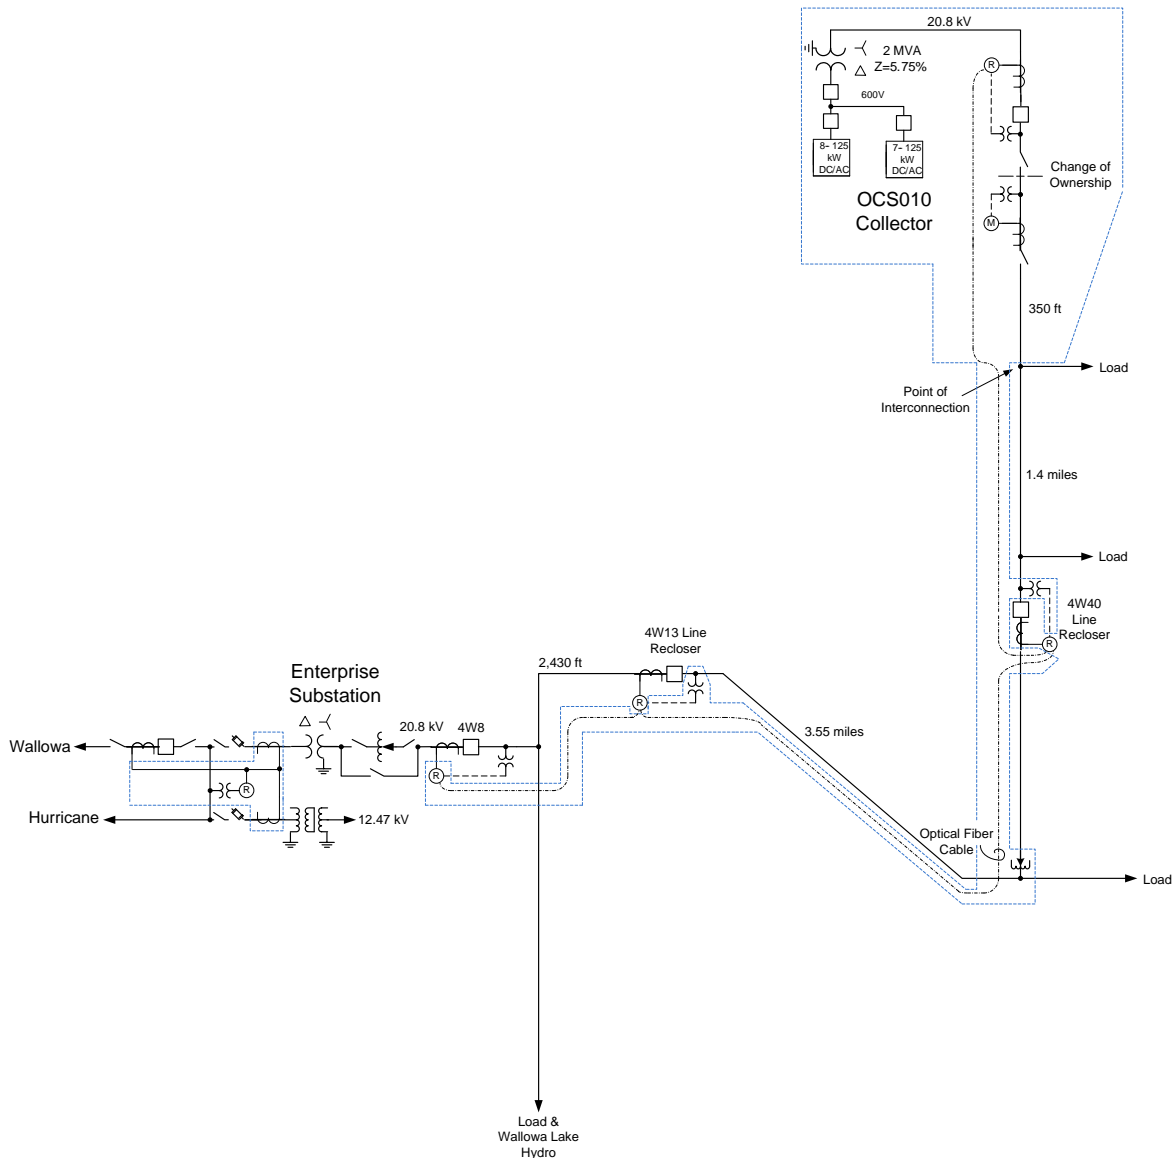 20.8 kV
2 MVA
Z=5.75%
R
600V
8- 125
kW
DC/AC
7- 125
kW
DC/AC
Change of
Ownership
OCS010
Collector
M
350 ft
Load
Point of
Interconnection
1.4 miles
Load
4W40
Line
Recloser
R
4W13 Line
Recloser
2,430 ft
Enterprise
Substation
R
20.8 kV
4W8
3.55 miles
Wallowa
R
R
Hurricane
12.47 kV
Optical Fiber
Cable
Load
Load &
Wallowa Lake
Hydro